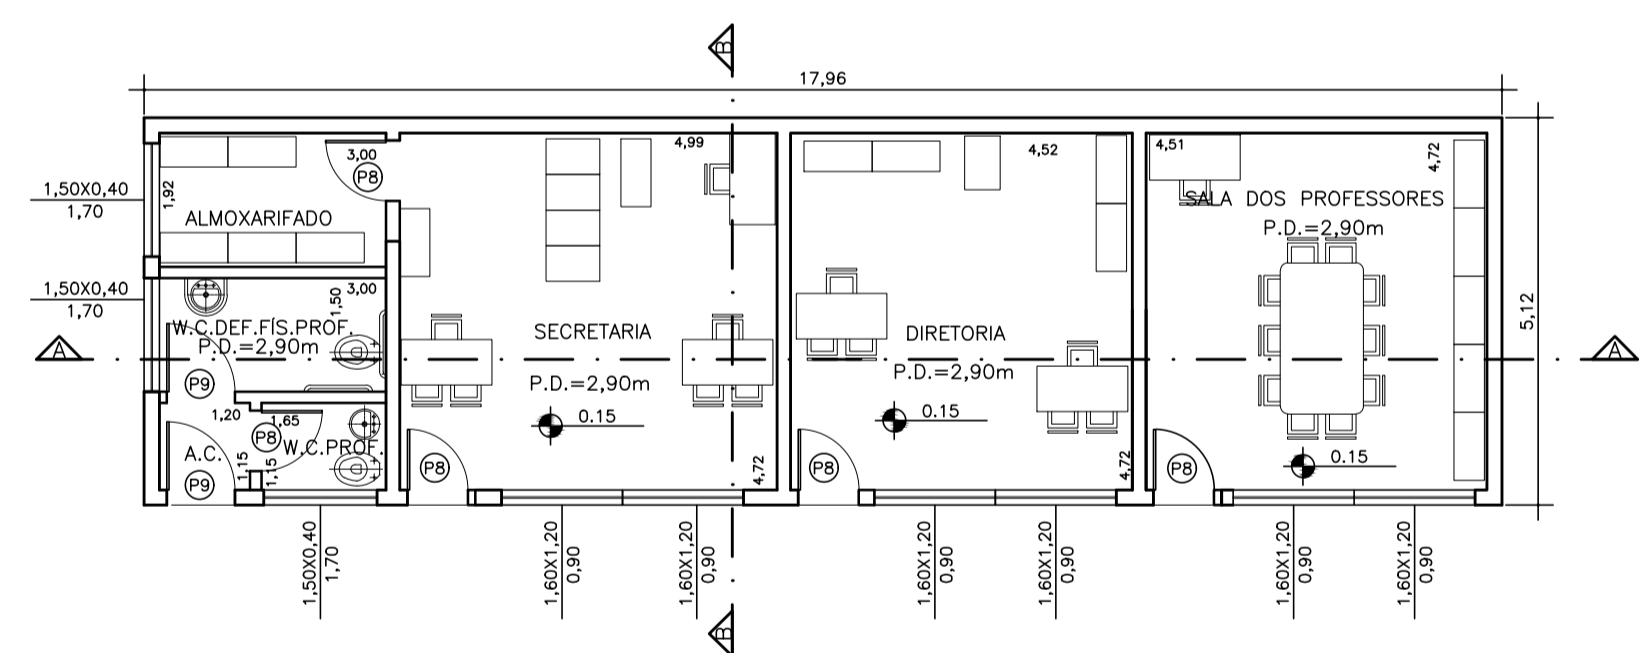 B
17,96
3,00
P8
4,99
4,52
4,51
4,72
1,50X0,40
1,70
1,92
ALMOXARIFADO
SALA DOS PROFESSORES
P.D.=2,90m
1,50X0,40
1,70
1,50
3,00
W.C.DEF.FÍS.PROF.
P.D.=2,90m
SECRETARIA
P.D.=2,90m
DIRETORIA
P.D.=2,90m
5,12
A
A
P9
1,20
1,65
P8
W.C.PROF.
A.C.
1,15
1,15
P9
0.15
0.15
0.15
P8
4,72
P8
4,72
P8
1,50X0,40
1,70
1,60X1,20
0,90
1,60X1,20
0,90
1,60X1,20
0,90
1,60X1,20
0,90
1,60X1,20
0,90
1,60X1,20
0,90
B